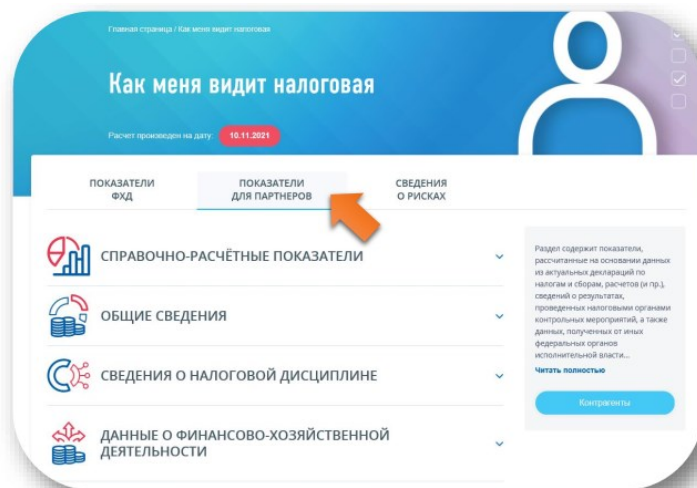 Главная страница / Как меня видит налоговая
Как меня видит налоговая
Расчет произведен на дату: 10.11.2021
ПОКАЗАТЕЛИ
ФХД
ПОКАЗАТЕЛИ
ДЛЯ ПАРТНЕРОВ
СВЕДЕНИЯ
О РИСКАХ
СПРАВОЧНО-РАСЧЁТНЫЕ ПОКАЗАТЕЛИ
ОБЩИЕ СВЕДЕНИЯ
СВЕДЕНИЯ О НАЛОГОВОЙ ДИСЦИПЛИНЕ
ДАННЫЕ О ФИНАНСОВО-ХОЗЯЙСТВЕННОЙ
ДЕЯТЕЛЬНОСТИ
Раздел содержит показатели,
рассчитанные на основании данных
из актуальных деклараций по
налогам и сборам, расчетов (и пр.),
сведений о результатах,
проведенных налоговыми органами
контрольных мероприятий, а также
данных, полученных от иных
федеральных органов
исполнительной власти...
Читать полностью
Контрагенты